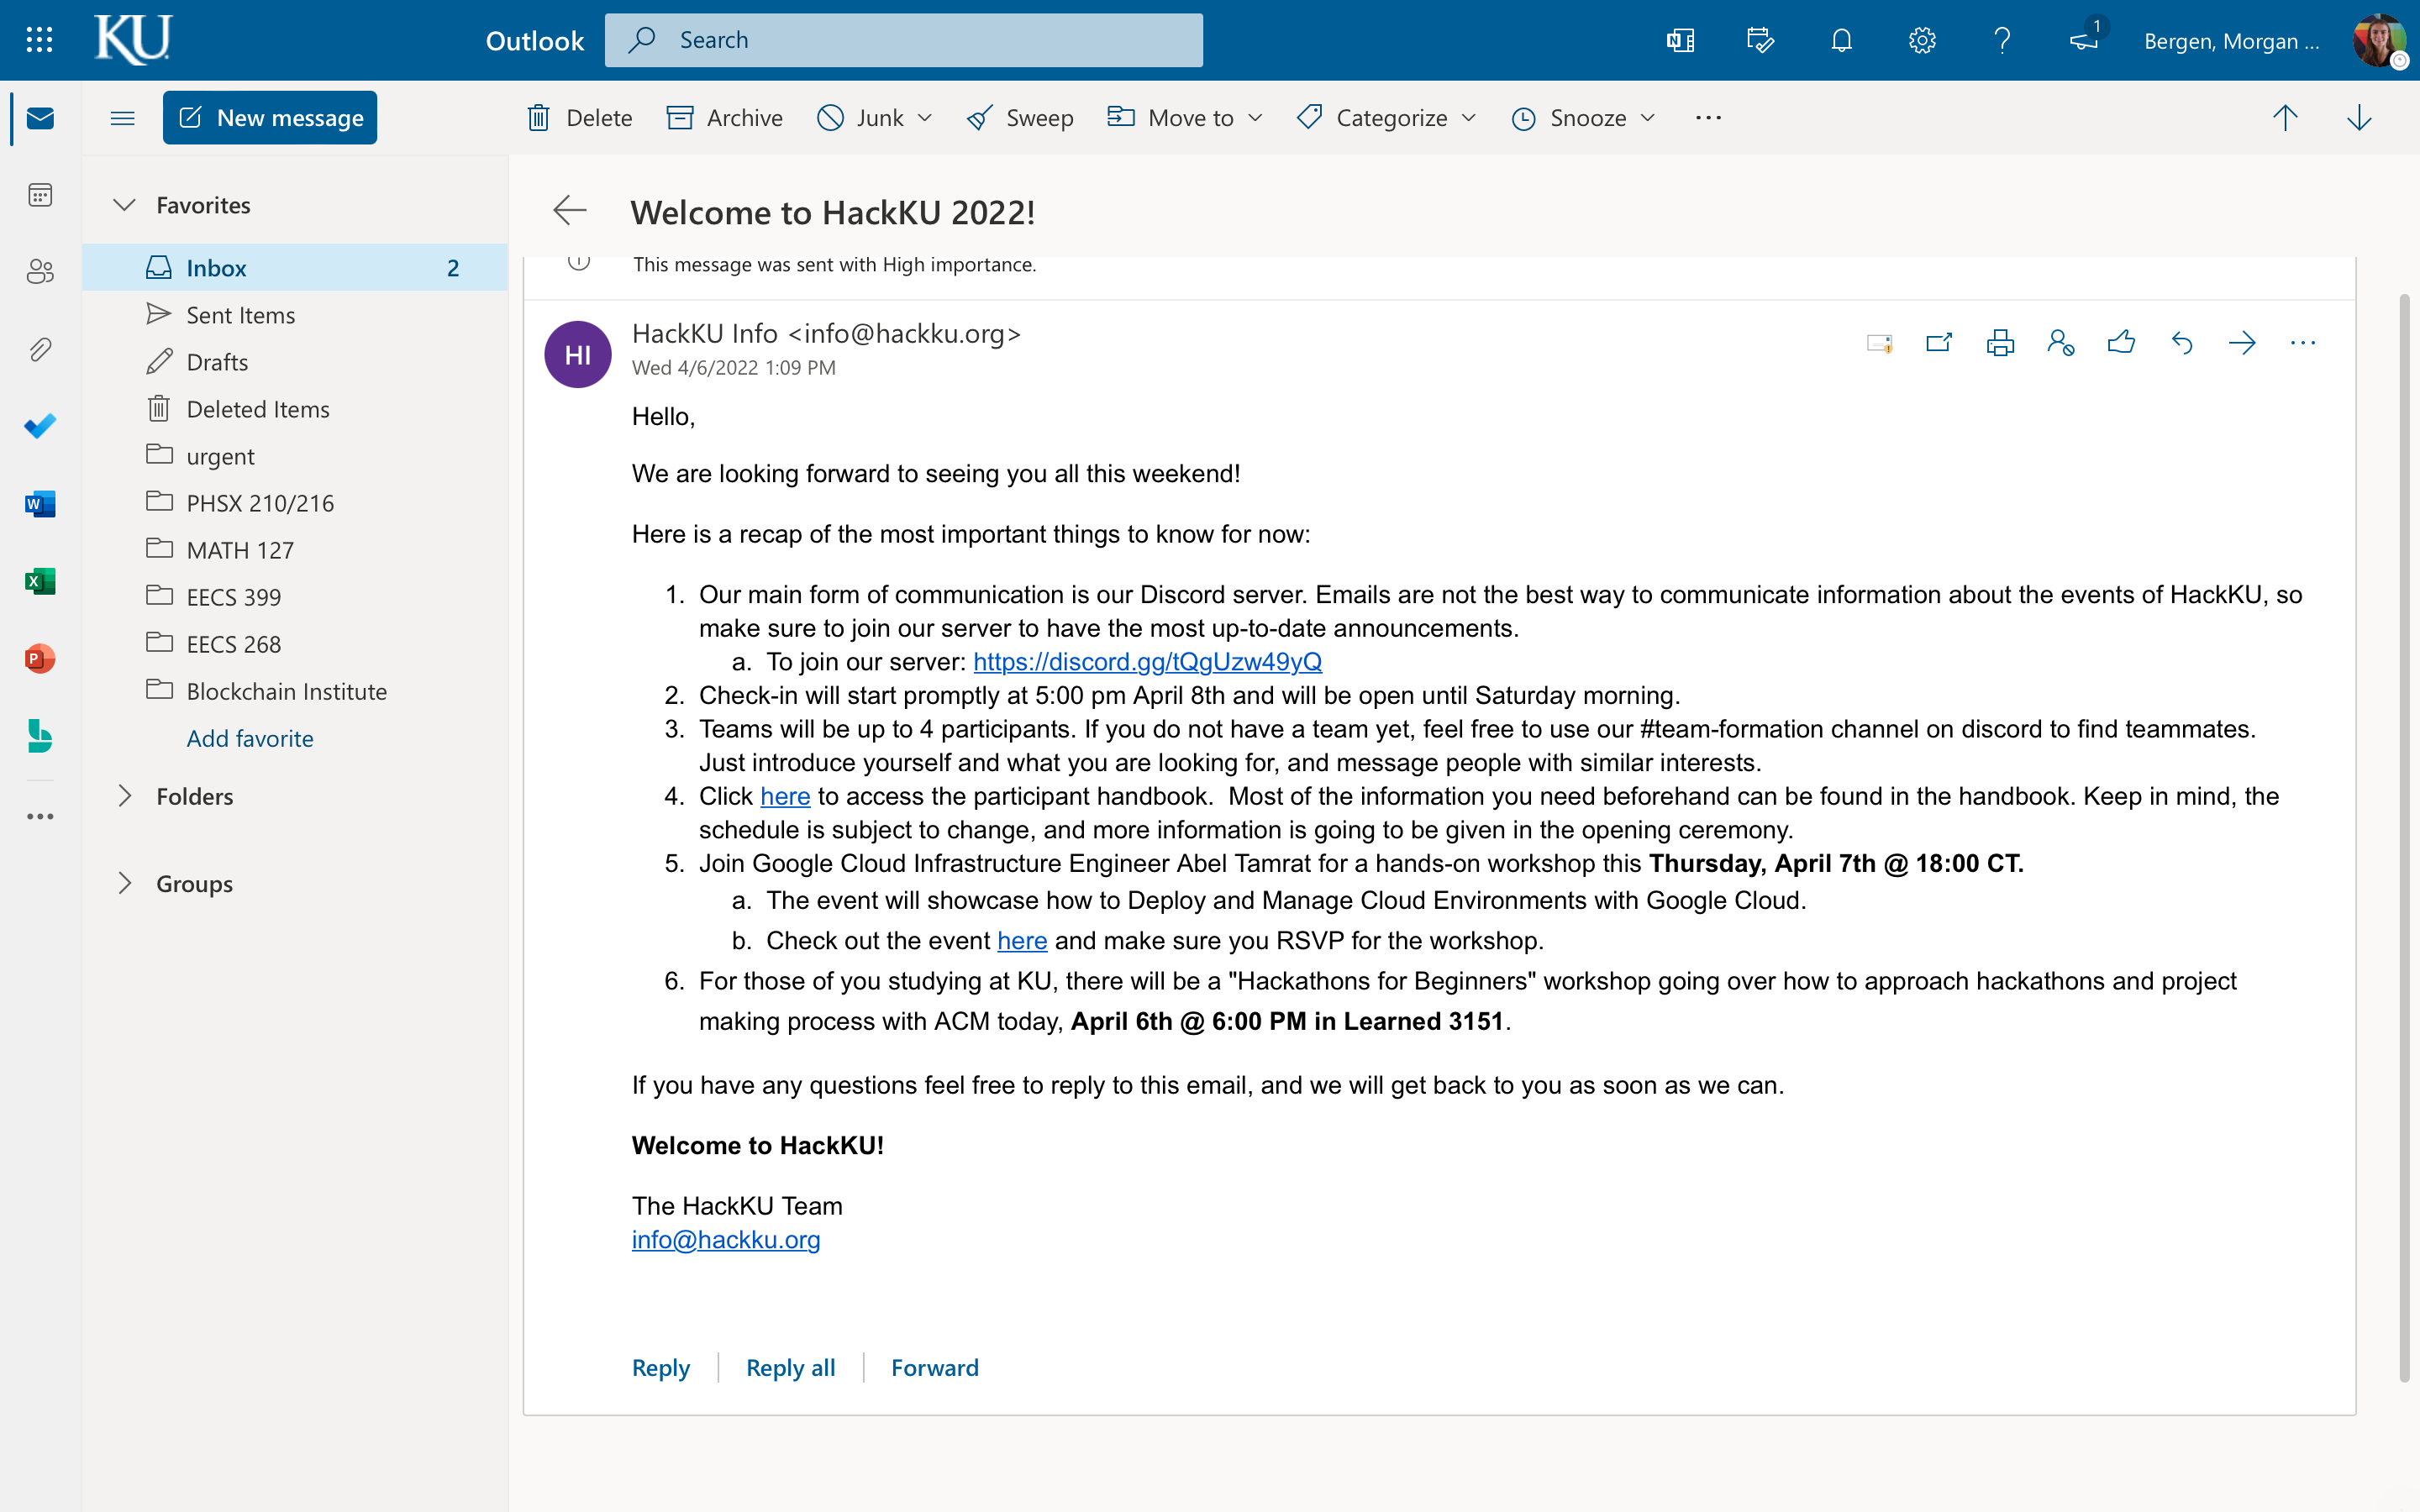 KU
Outlook
Search
1
Bergen, Morgan ...
New message
Delete
Archive
Junk
Sweep
Move to
Categorize
Snooze
Favorites
Inbox 2
Sent Items
Drafts
Deleted Items
urgent
PHSX 210/216
MATH 127
EECS 399
EECS 268
Blockchain Institute
Add favorite
Folders
Groups
Welcome to HackKU 2022!
This message was sent with High importance.
HI
HackKU Info <info@hackku.org>
Wed 4/6/2022 1:09 PM
Hello,
We are looking forward to seeing you all this weekend!
Here is a recap of the most important things to know for now:
1. Our main form of communication is our Discord server. Emails are not the best way to communicate information about the events of HackKU, so
make sure to join our server to have the most up-to-date announcements.
a. To join our server: https://discord.gg/tQgUzw49yQ
2. Check-in will start promptly at 5:00 pm April 8th and will be open until Saturday morning.
3. Teams will be up to 4 participants. If you do not have a team yet, feel free to use our #team-formation channel on discord to find teammates.
Just introduce yourself and what you are looking for, and message people with similar interests.
4. Click here to access the participant handbook.  Most of the information you need beforehand can be found in the handbook. Keep in mind, the
schedule is subject to change, and more information is going to be given in the opening ceremony.
5. Join Google Cloud Infrastructure Engineer Abel Tamrat for a hands-on workshop this Thursday, April 7th @ 18:00 CT.
a. The event will showcase how to Deploy and Manage Cloud Environments with Google Cloud.
b. Check out the event here and make sure you RSVP for the workshop.
6. For those of you studying at KU, there will be a "Hackathons for Beginners" workshop going over how to approach hackathons and project
making process with ACM today, April 6th @ 6:00 PM in Learned 3151.
If you have any questions feel free to reply to this email, and we will get back to you as soon as we can.
Welcome to HackKU!
The HackKU Team
info@hackku.org
Reply
Reply all
Forward